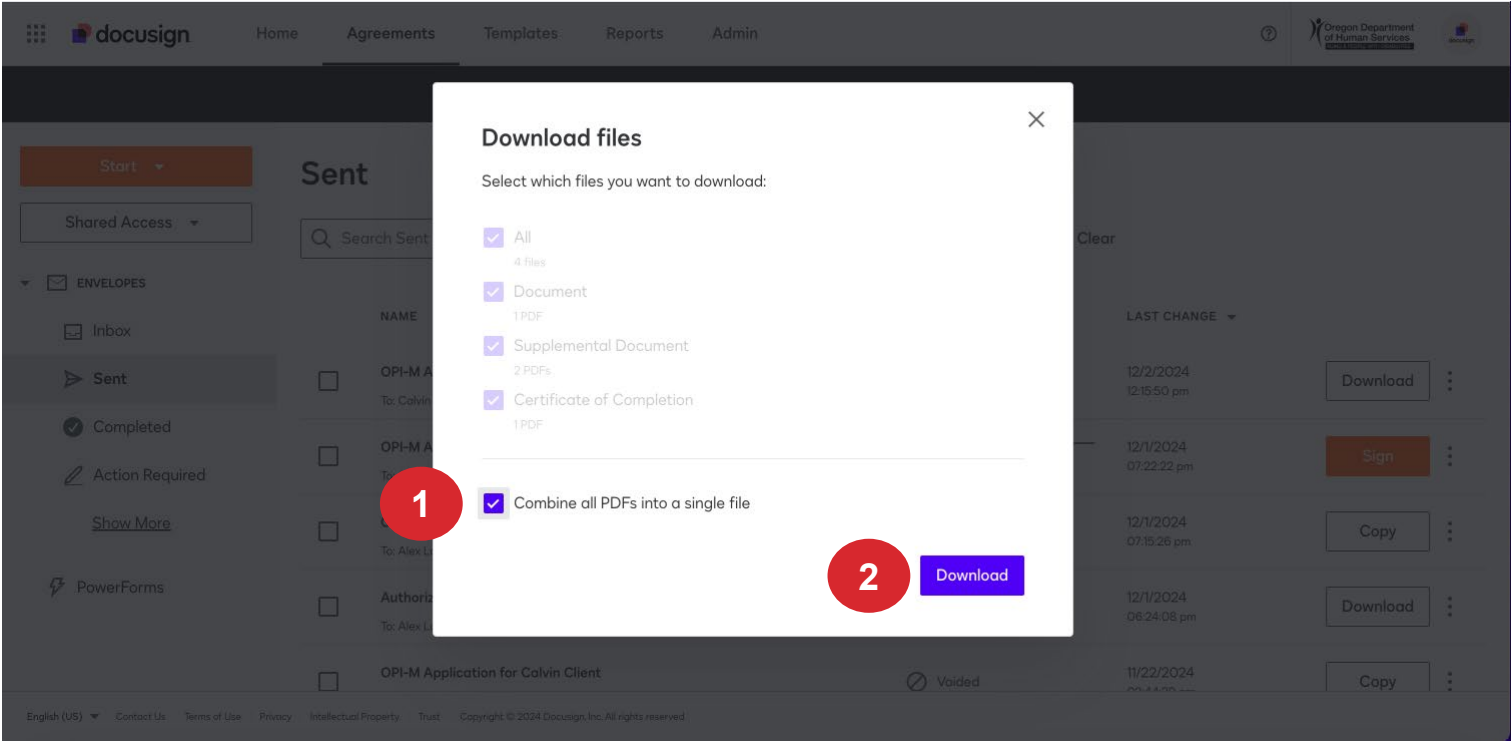 docusign
Home
Agreements
Templates
Reports
Admin
Oregon Department
of Human Services
docusign
Start
Shared Access
ENVELOPES
Inbox
Sent
Completed
Action Required
Show More
PowerForms
Sent
Search Sent
Clear
NAME
LAST CHANGE
OPI-M A
To: Calvin
12/2/2024
12:15:50 pm
Download
OPI-M A
12/1/2024
07:22:22 pm
Sign
To: Alex
12/1/2024
07:15:26 pm
Copy
Authoriz
To: Alex
12/1/2024
06:24:08 pm
Download
OPI-M Application for Calvin Client
Voided
11/22/2024
Copy
Download files
Select which files you want to download:
All
4 files
Document
1 PDF
Supplemental Document
2 PDFs
Certificate of Completion
1 PDF
1
Combine all PDFs into a single file
2
Download
English (US)
Contact Us
Terms of Use
Privacy
Intellectual Property
Trust
Copyright © 2024 Docusign, Inc. All rights reserved